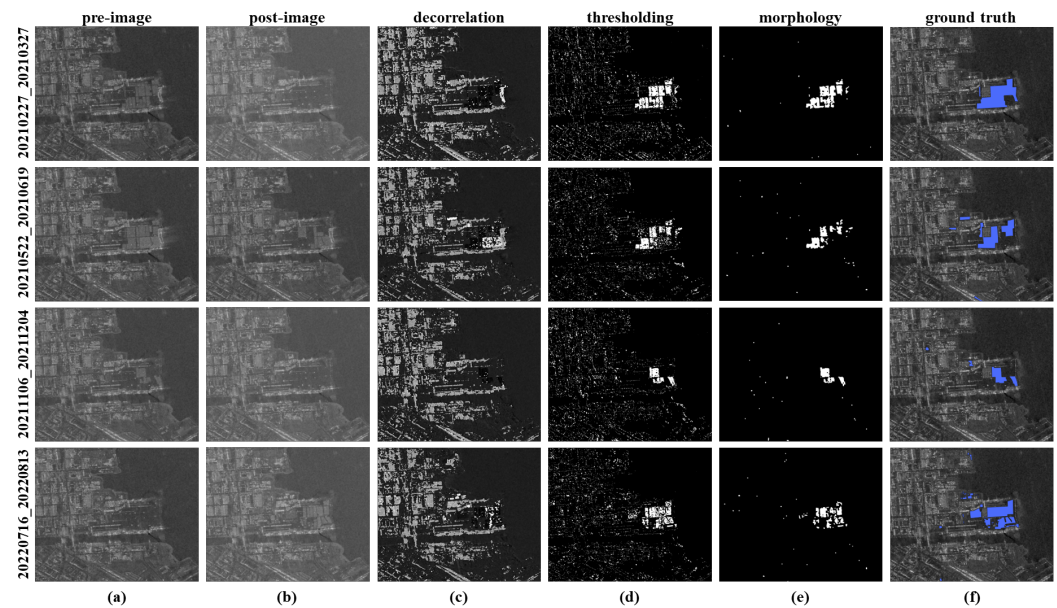 pre-image post-image decorrelation thresholding morphology ground truth
20210227_20210327
20210522_20210619
20211106_20211204
20220716_20220813
(a) (b) (c) (d) (e) (f)